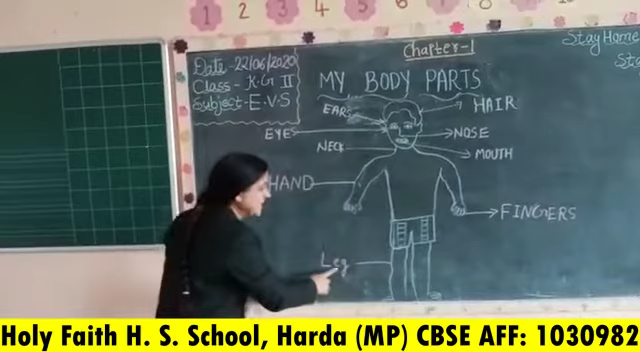 1 2 3 4 5 6 7 8 9
Chapter-1
Stay Home
Sta
Date - 22/06/2020
Class - K.G II
Subject - E.V.S
MY BODY PARTS
EAR
HAIR
EYES
NOSE
NECK
MOUTH
HAND
FINGERS
Leg
Holy Faith H. S. School, Harda (MP) CBSE AFF: 1030982